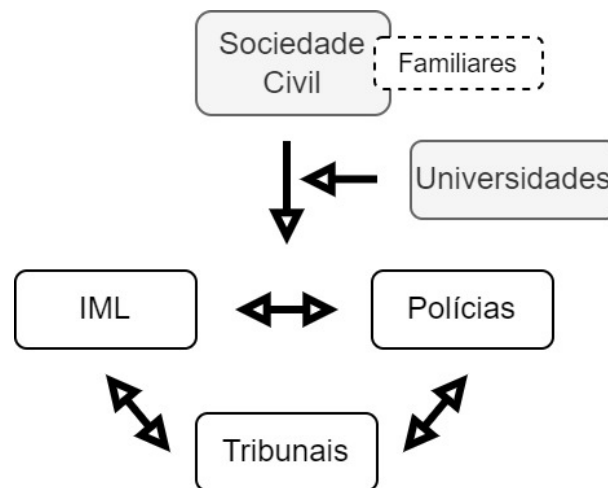 Sociedade
Civil
Familiares
Universidades
IML
Polícias
Tribunais